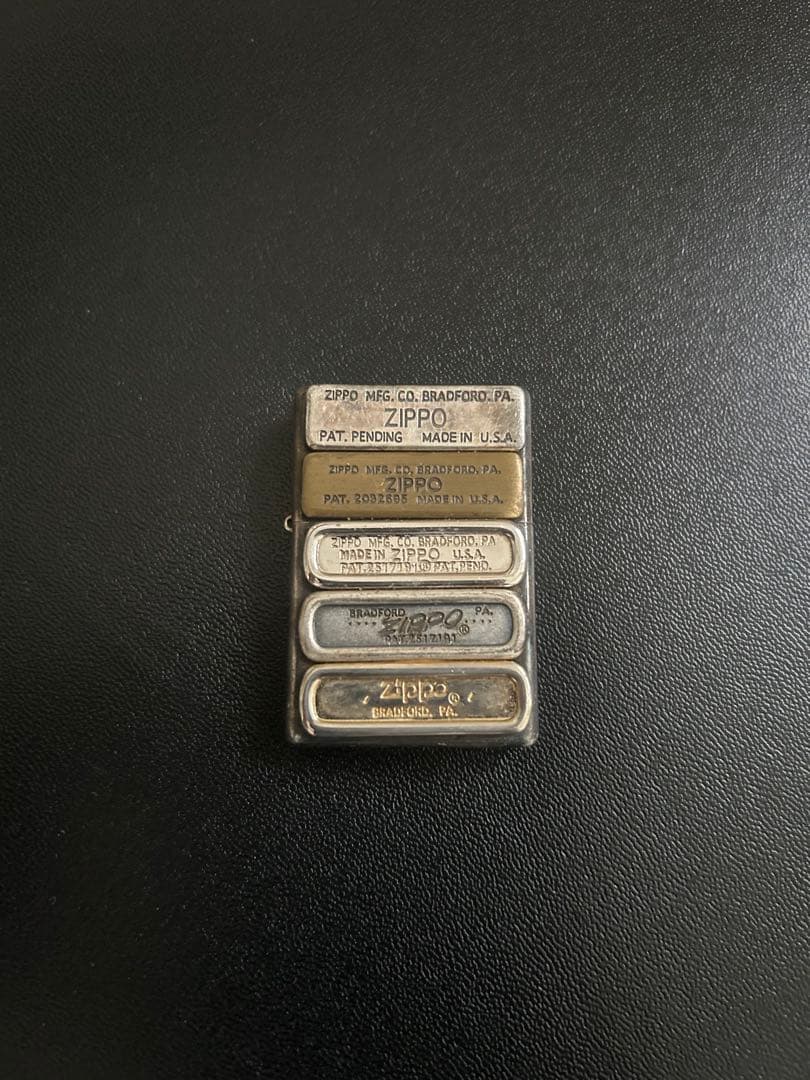 ZIPPO MFG. CO. BRADFORD. PA.
ZIPPO
PAT. PENDING MADE IN U.S.A.
ZIPPO MFG. CO. BRADFORD, PA.
ZIPPO
PAT. 2032695 MADE IN U.S.A.
ZIPPO MFG. CO. BRADFORD. PA
MADE IN ZIPPO U.S.A.
PAT. 2517191 ® PAT. PEND.
BRADFORD PA.
ZIPPO ®
PAT. 2517191
Zippo ®
BRADFORD, PA.